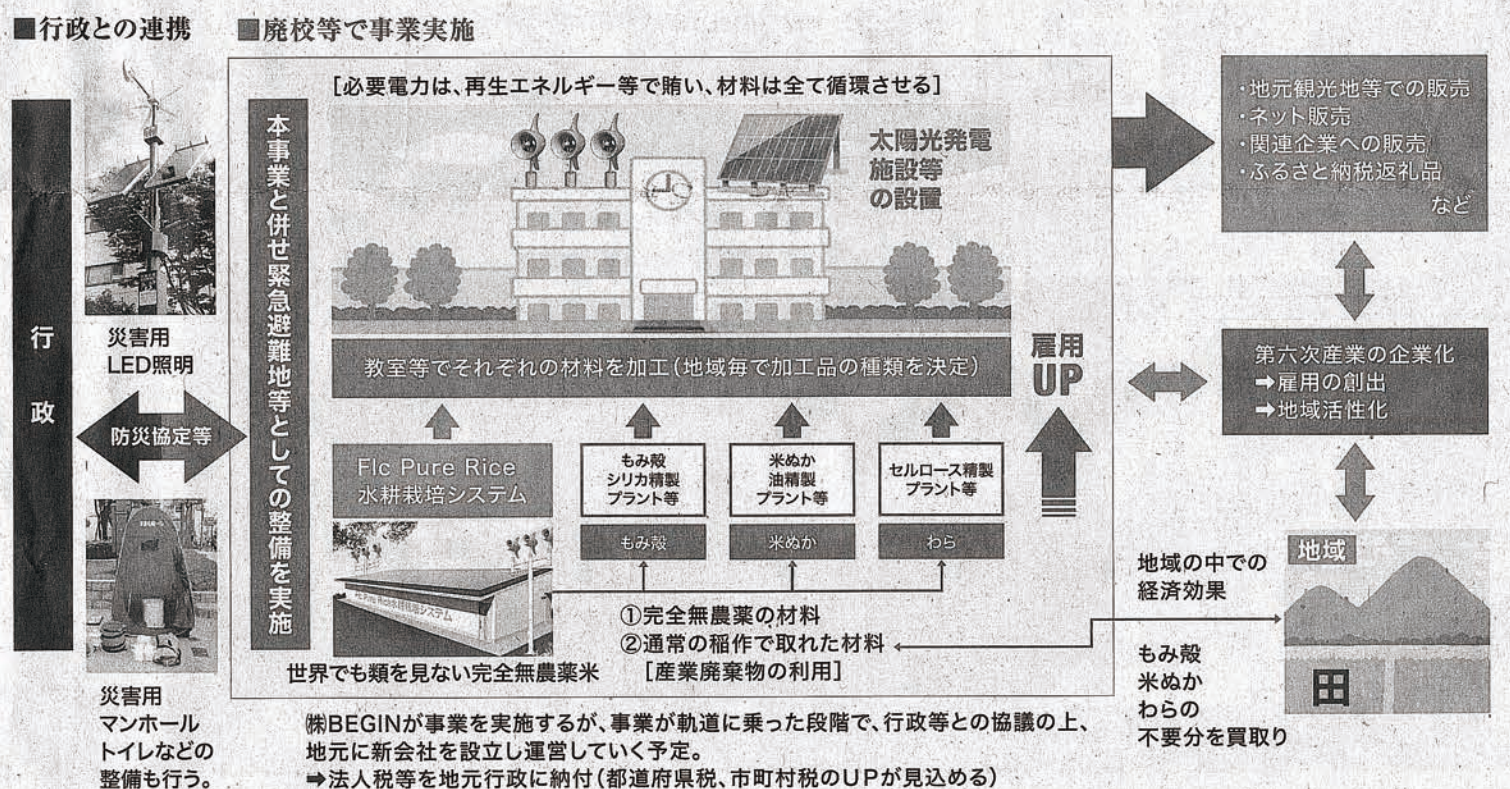 ■行政との連携
■廃校等で事業実施
行政
災害用
LED照明
防災協定等
災害用
マンホール
トイレなどの
整備も行う。
本事業と併せ緊急避難地等としての整備を実施
[必要電力は、再生エネルギー等で賄い、材料は全て循環させる]
太陽光発電
施設等
の設置
教室等でそれぞれの材料を加工(地域毎で加工品の種類を決定)
雇用
UP
Flc Pure Rice
水耕栽培システム
もみ殻
シリカ精製
プラント等
米ぬか
油精製
プラント等
セルロース精製
プラント等
もみ殻
米ぬか
わら
Flc Pure Rice水耕栽培システム
世界でも類を見ない完全無農薬米
①完全無農薬の材料
②通常の稲作で取れた材料
[産業廃棄物の利用]
・地元観光地等での販売
・ネット販売
・関連企業への販売
・ふるさと納税返礼品
など
第六次産業の企業化
➡雇用の創出
➡地域活性化
地域の中での
経済効果
地域
田
もみ殻
米ぬか
わらの
不要分を買取り
㈱BEGINが事業を実施するが、事業が軌道に乗った段階で、行政等との協議の上、
地元に新会社を設立し運営していく予定。
➡法人税等を地元行政に納付(都道府県税、市町村税のUPが見込める)